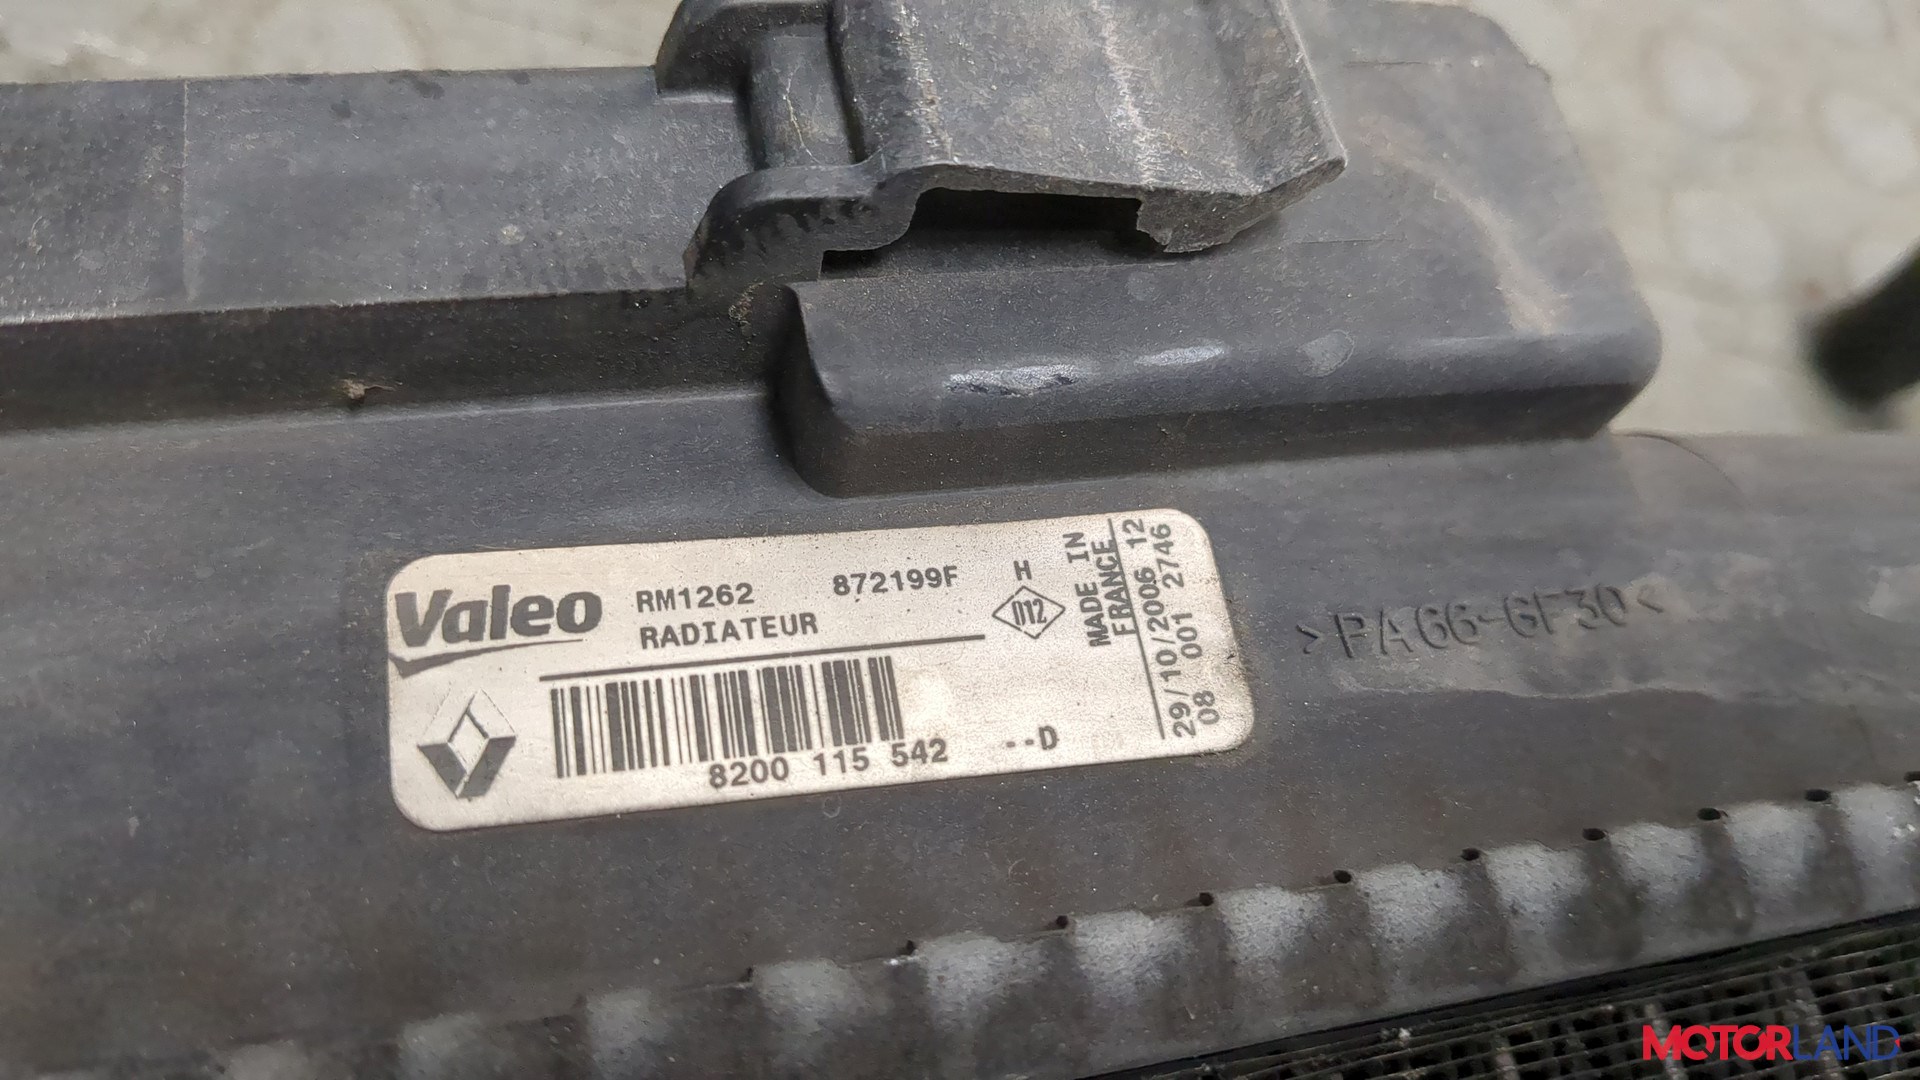 Valeo
RM1262 872199F H
RADIATEUR
D12
8200 115 542 --D
MADE IN
FRANCE
29/10/2006 12
08 001 2746
>PA66-GF30<
MOTORLAND